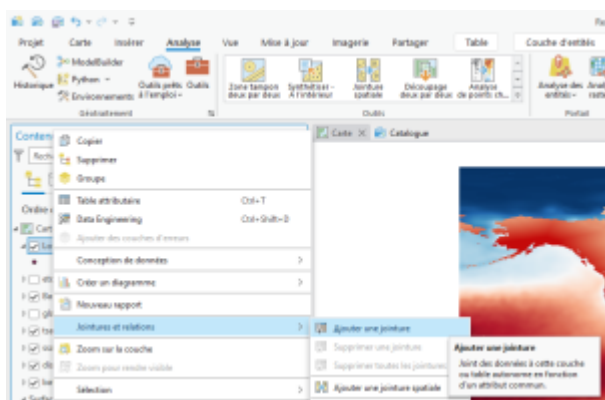 Projet Carte Insérer Analyse Vue Mise à jour Imagerie Partager Table Couche d'entités
Historique
ModelBuilder
Python
Environnements
Outils prêts à l'emploi
Outils
Zone tampon deux par deux
Synthétiser - À l'intérieur
Jointure spatiale
Découpage deux par deux
Analyse de points ch...
Analyse des entités
Géotraitement
Outils
Portail
Conten
Carte
Catalogue
Rech
Ordre
Cart
Copier
Supprimer
Groupe
Table attributaire Ctrl+T
Data Engineering Ctrl+Shift+D
Ajouter des couches d'erreurs
Conception de données
Créer un diagramme
Nouveau rapport
Jointures et relations
Zoom sur la couche
Zoom pour rendre visible
Sélection
Ajouter une jointure
Supprimer une jointure
Supprimer toutes les jointures
Ajouter une jointure spatiale
Ajouter une jointure
Joint des données à cette couche
ou table autonome en fonction
d'un attribut commun.